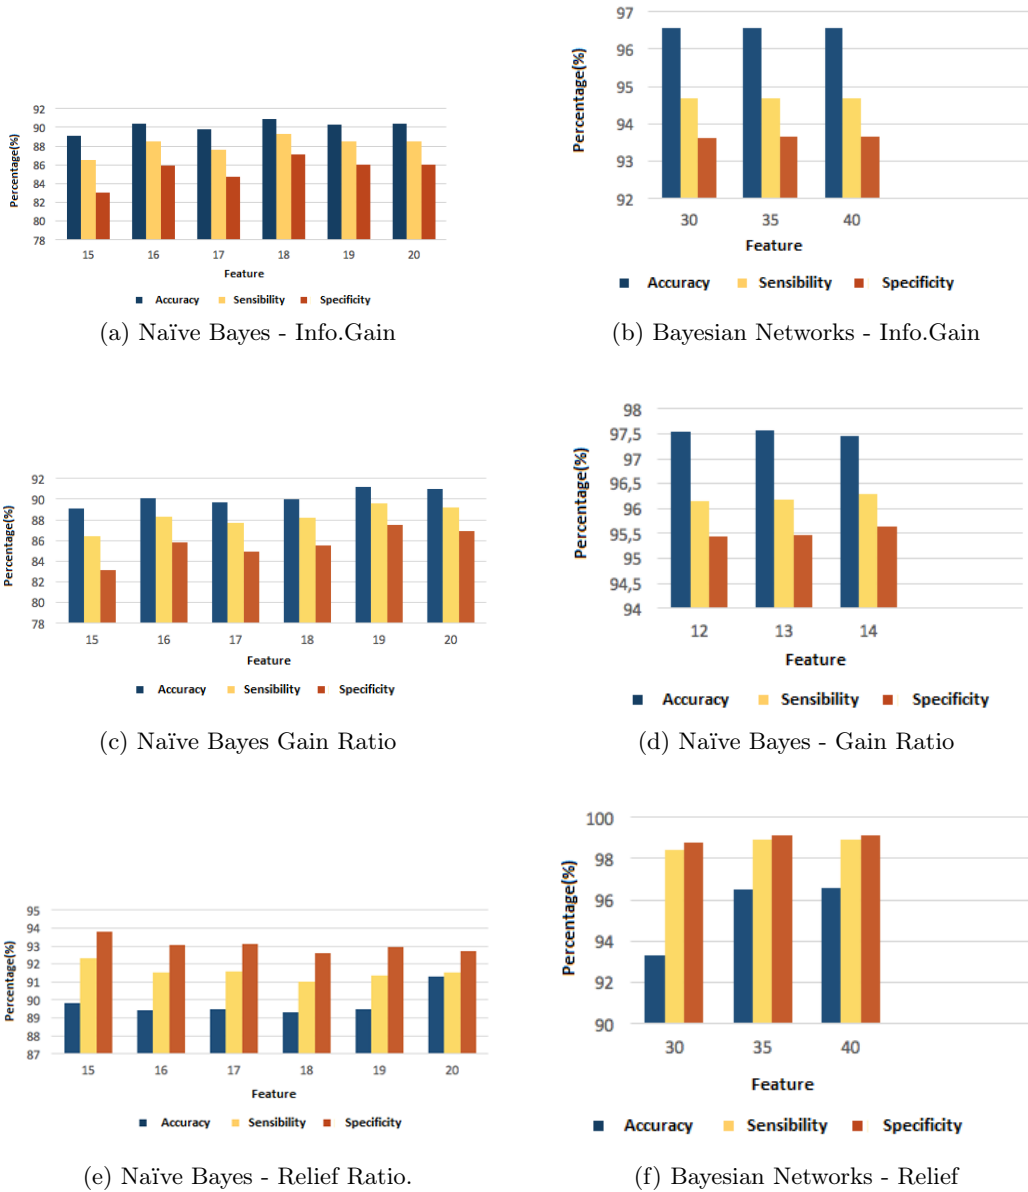 Percentage(%)
92
90
88
86
84
82
80
78
15 16 17 18 19 20
Feature
Accuracy Sensibility Specificity
(a) Naïve Bayes - Info.Gain
Percentage(%)
97
96
95
94
93
92
30 35 40
Feature
Accuracy Sensibility Specificity
(b) Bayesian Networks - Info.Gain
Percentage(%)
92
90
88
86
84
82
80
78
15 16 17 18 19 20
Feature
Accuracy Sensibility Specificity
(c) Naïve Bayes Gain Ratio
Percentage(%)
98
97,5
97
96,5
96
95,5
95
94,5
94
12 13 14
Feature
Accuracy Sensibility Specificity
(d) Naïve Bayes - Gain Ratio
Percentage(%)
95
94
93
92
91
90
89
88
87
15 16 17 18 19 20
Feature
Accuracy Sensibility Specificity
(e) Naïve Bayes - Relief Ratio.
Percentage(%)
100
98
96
94
92
90
30 35 40
Feature
Accuracy Sensibility Specificity
(f) Bayesian Networks - Relief